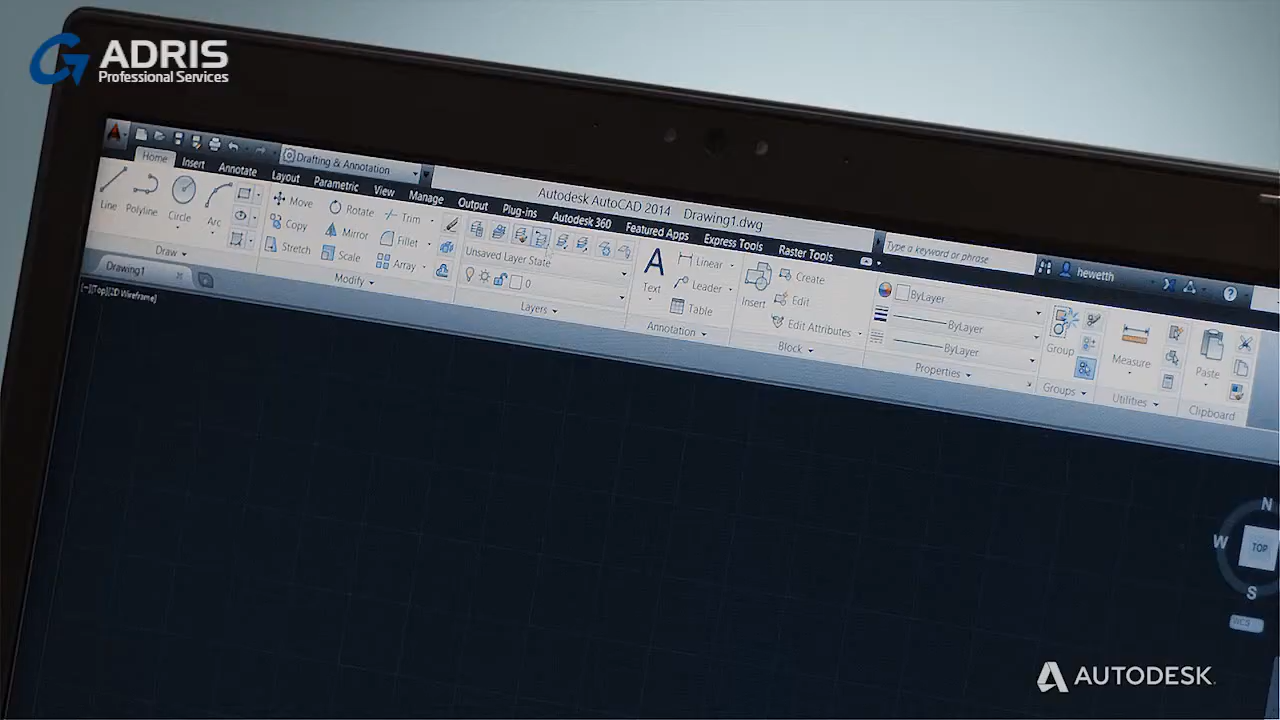 ADRIS
Professional Services
Drafting & Annotation
Autodesk AutoCAD 2014 Drawing1.dwg
Type a keyword or phrase
hewetth
Home Insert Annotate Layout Parametric View Manage Output Plug-ins Autodesk 360 Featured Apps Express Tools Raster Tools
Line Polyline Circle Arc
Draw
Move Rotate Trim
Copy Mirror Fillet
Stretch Scale Array
Modify
Unsaved Layer State
0
Layers
A
Text
Linear
Leader
Table
Annotation
Insert
Create
Edit
Edit Attributes
Block
ByLayer
ByLayer
ByLayer
Properties
Group
Groups
Measure
Utilities
Paste
Clipboard
Drawing1
[-][Top][2D Wireframe]
N
W TOP
S
WCS
AUTODESK.